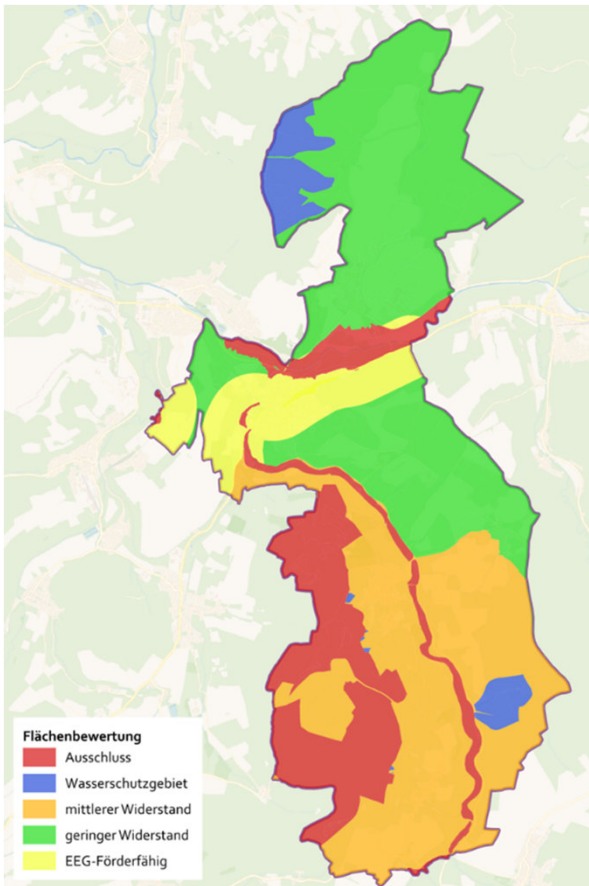 Flächenbewertung
Ausschluss
Wasserschutzgebiet
mittlerer Widerstand
geringer Widerstand
EEG-Förderfähig